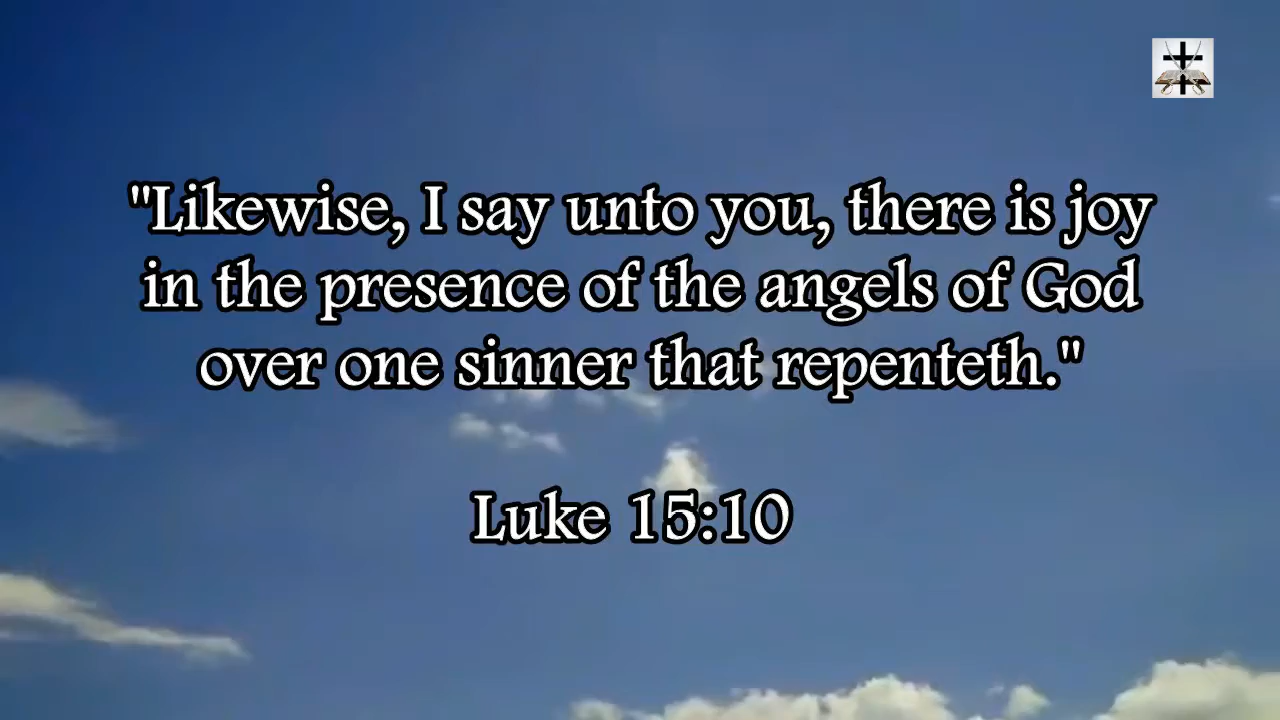 "Likewise, I say unto you, there is joy
in the presence of the angels of God
over one sinner that repenteth."
Luke 15:10